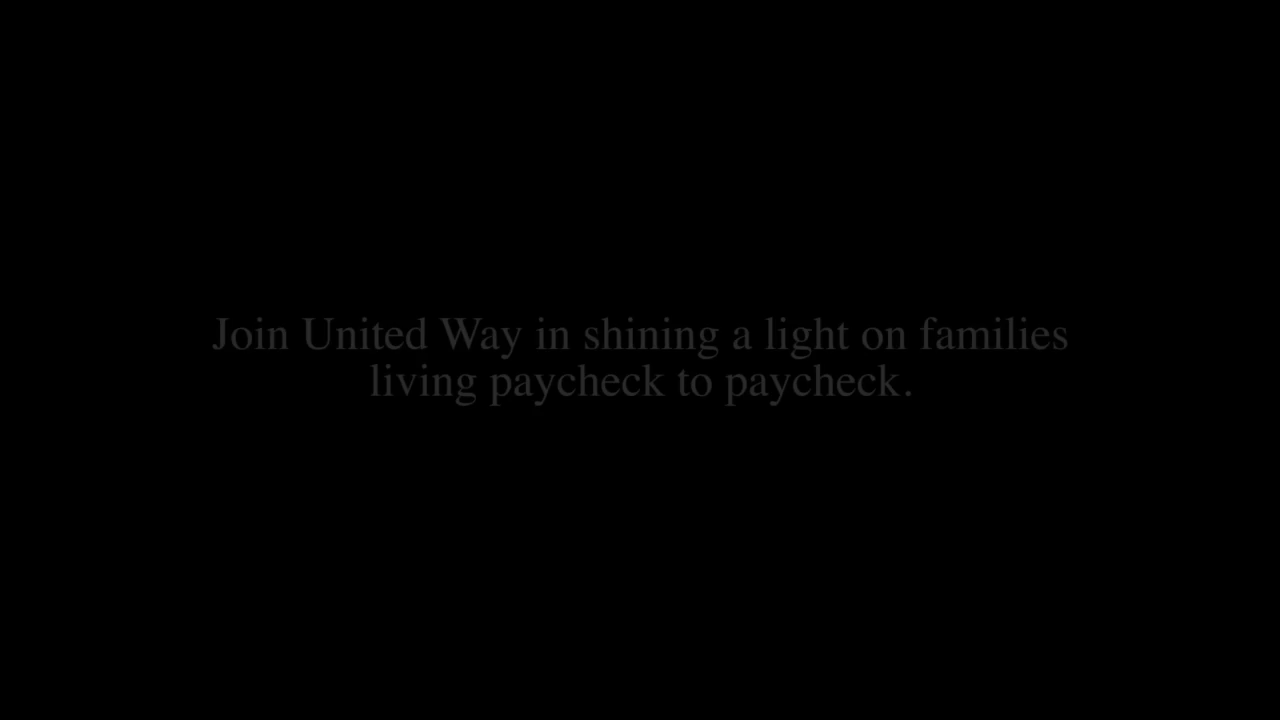 Join United Way in shining a light on families
living paycheck to paycheck.